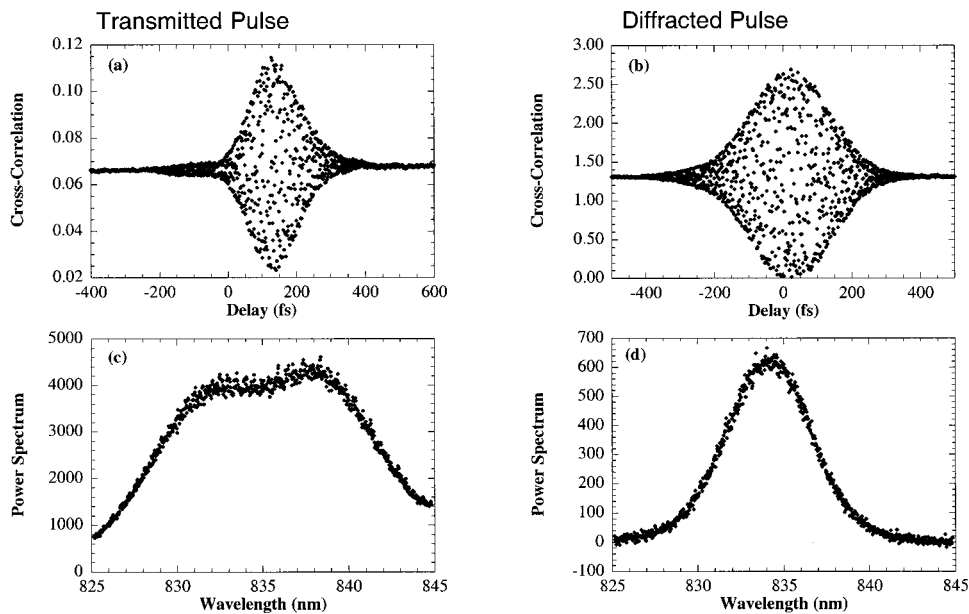 Transmitted Pulse
Diffracted Pulse
(a)
Cross-Correlation
0.12
0.10
0.08
0.06
0.04
0.02
-400 -200 0 200 400 600
Delay (fs)
(b)
Cross-Correlation
3.00
2.50
2.00
1.50
1.00
0.50
0.00
-400 -200 0 200 400
Delay (fs)
(c)
Power Spectrum
5000
4000
3000
2000
1000
0
825 830 835 840 845
Wavelength (nm)
(d)
Power Spectrum
700
600
500
400
300
200
100
0
-100
825 830 835 840 845
Wavelength (nm)